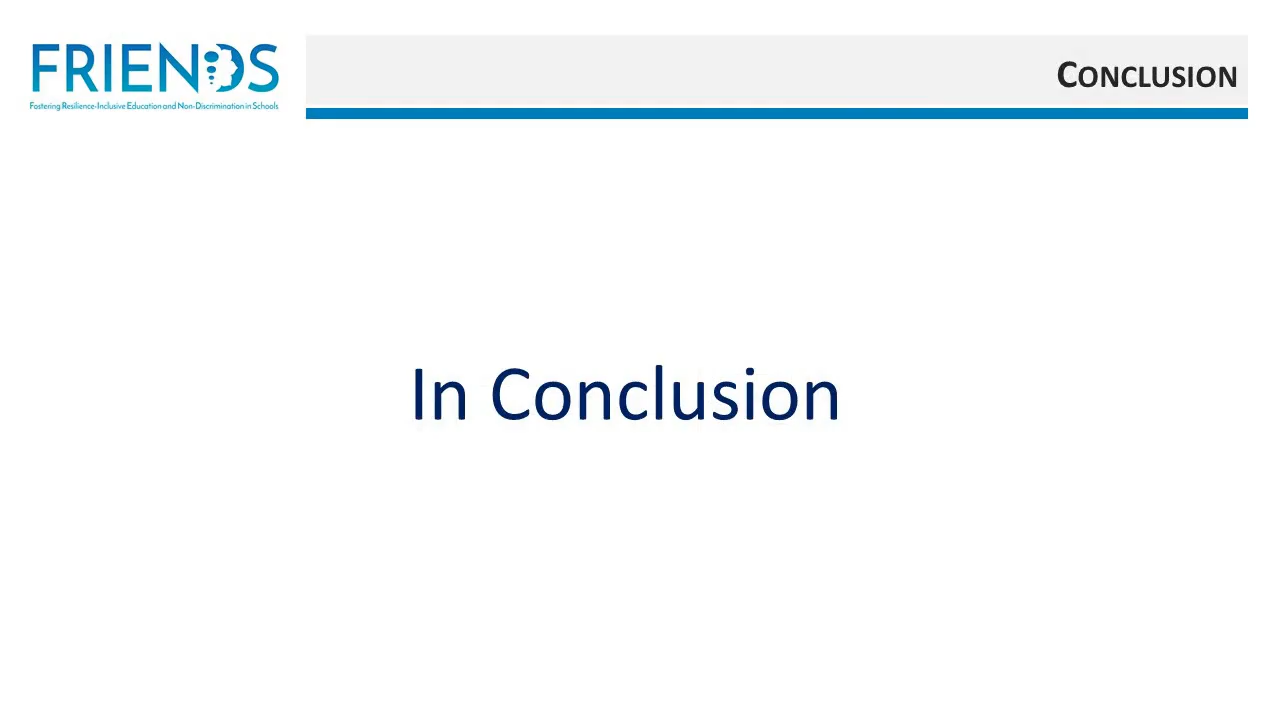 FRIENDS
Fostering Resilience-Inclusive Education and Non-Discrimination in Schools
CONCLUSION
In Conclusion